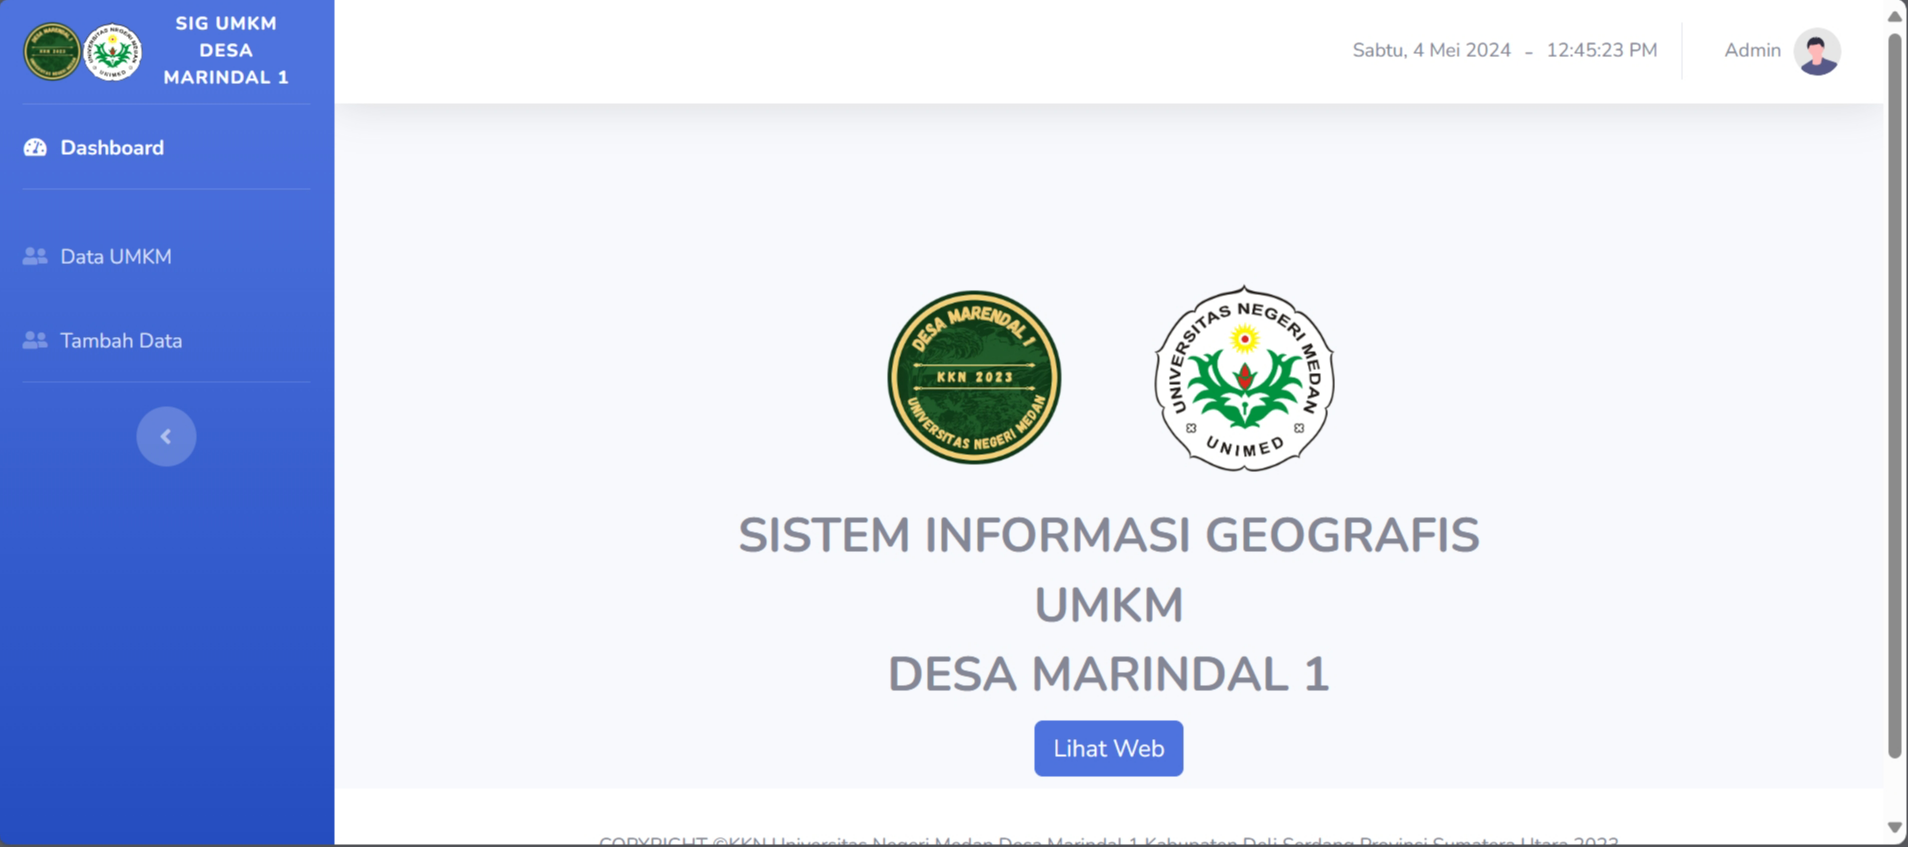 SIG UMKM
DESA
MARINDAL 1
Sabtu, 4 Mei 2024 - 12:45:23 PM
Admin
Dashboard
Data UMKM
Tambah Data
DESA MARENDAL 1
KKN 2023
UNIVERSITAS NEGERI MEDAN
UNIVERSITAS NEGERI MEDAN
UNIMED
SISTEM INFORMASI GEOGRAFIS
UMKM
DESA MARINDAL 1
Lihat Web
COPYRIGHT ©KKN Universitas Negeri Medan Desa Marindal 1 Kabupaten Deli Serdang Provinsi Sumatera Utara 2023